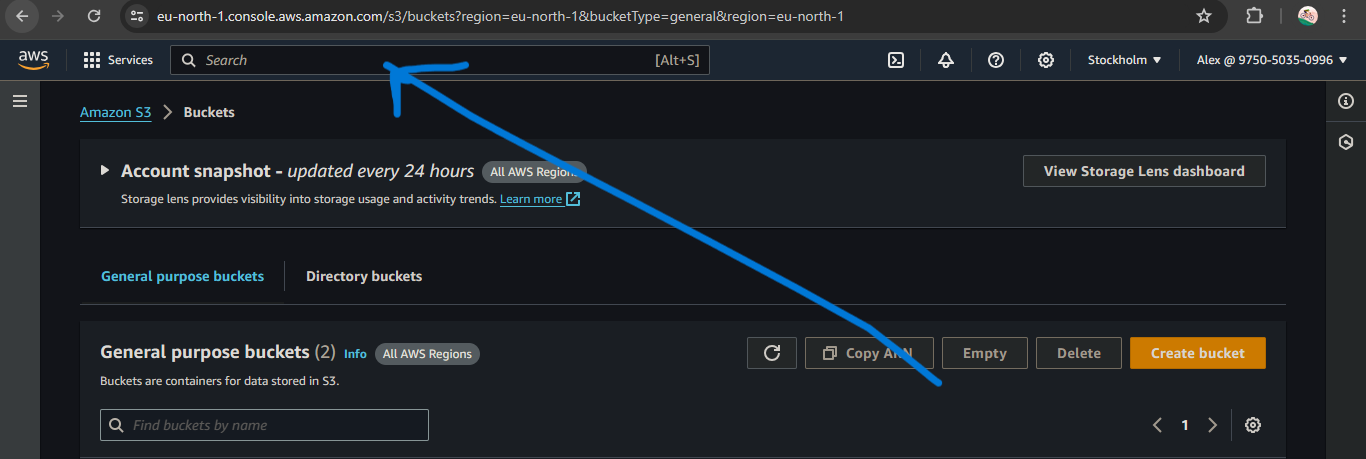 eu-north-1.console.aws.amazon.com/s3/buckets?region=eu-north-1&bucketType=general&region=eu-north-1
aws Services Search [Alt+S] Stockholm Alex @ 9750-5035-0996
Amazon S3 Buckets
Account snapshot - updated every 24 hours All AWS Regions View Storage Lens dashboard
Storage lens provides visibility into storage usage and activity trends. Learn more
General purpose buckets Directory buckets
General purpose buckets (2) Info All AWS Regions Copy ARN Empty Delete Create bucket
Buckets are containers for data stored in S3.
Find buckets by name 1